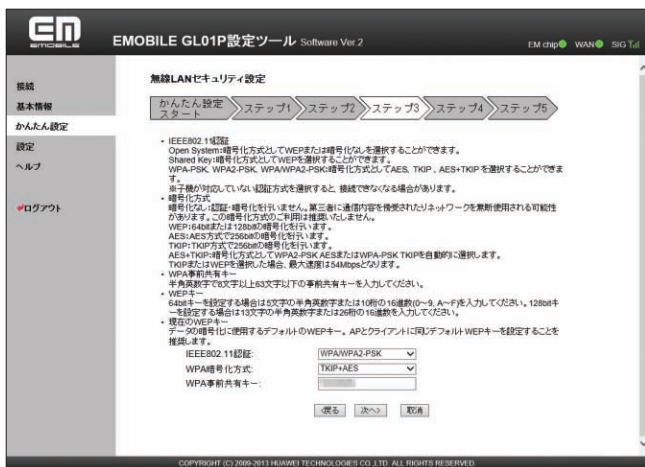 EM
EMOBILE
EMOBILE GL01P設定ツール Software Ver.2
EM chip WAN SIG
接続
基本情報
かんたん設定
設定
ヘルプ
ログアウト
無線LANセキュリティ設定
かんたん設定
スタート
ステップ1
ステップ2
ステップ3
ステップ4
ステップ5
・ IEEE802.11認証
Open System:暗号化方式としてWEPまたは暗号化なしを選択することができます。
Shared Key:暗号化方式としてWEPを選択することができます。
WPA-PSK, WPA2-PSK, WPA/WPA2-PSK:暗号化方式としてAES, TKIP , AES+TKIP を選択することができま
す。
※子機が対応していない認証方式を選択すると、接続できなくなる場合があります。
・ 暗号化方式
暗号化なし:認証・暗号化を行いません。第三者に通信内容を傍受されたりネットワークを無断使用される可能性
があります。この暗号化方式のご利用は推奨いたしません。
WEP:64bitまたは128bitの暗号化を行います。
AES:AES方式で256bitの暗号化を行います。
TKIP:TKIP方式で256bitの暗号化を行います。
AES+TKIP:暗号化方式としてWPA2-PSK AESまたはWPA-PSK TKIPを自動的に選択します。
TKIPまたはWEPを選択した場合、最大速度は54Mbpsとなります。
・ WPA事前共有キー
半角英数字で8文字以上63文字以下の事前共有キーを入力してください。
・ WEPキー
64bitキーを設定する場合は5文字の半角英数字または10桁の16進数(0~9, A~F)を入力してください。128bitキ
ーを設定する場合は13文字の半角英数字または26桁の16進数を入力してください。
・ 現在のWEPキー
データの暗号化に使用するデフォルトのWEPキー。APとクライアントに同じデフォルトWEPキーを設定することを
推奨します。
IEEE802.11認証: WPA/WPA2-PSK
WPA暗号化方式: TKIP+AES
WPA事前共有キー:
<戻る 次へ> 取消
COPYRIGHT (C) 2009-2013 HUAWEI TECHNOLOGIES CO.,LTD. ALL RIGHTS RESERVED.